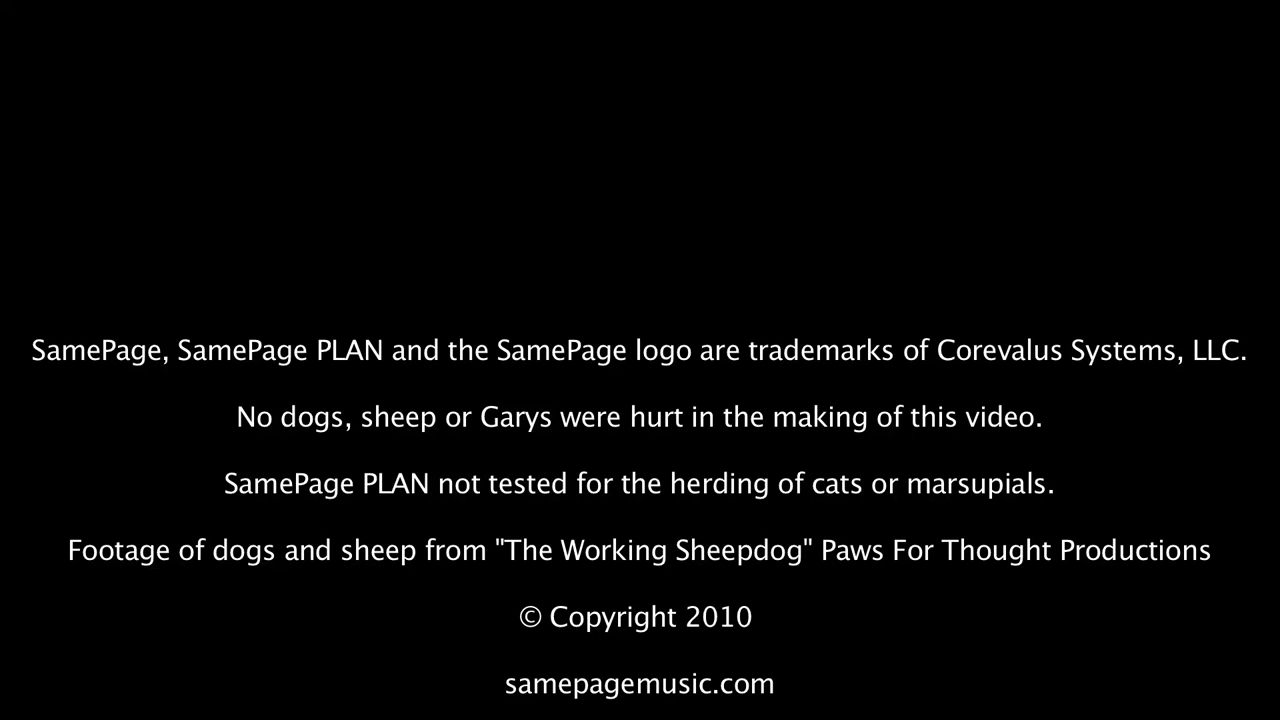 SamePage, SamePage PLAN and the SamePage logo are trademarks of Corevalus Systems, LLC.
No dogs, sheep or Garys were hurt in the making of this video.
SamePage PLAN not tested for the herding of cats or marsupials.
Footage of dogs and sheep from "The Working Sheepdog" Paws For Thought Productions
© Copyright 2010
samepagemusic.com